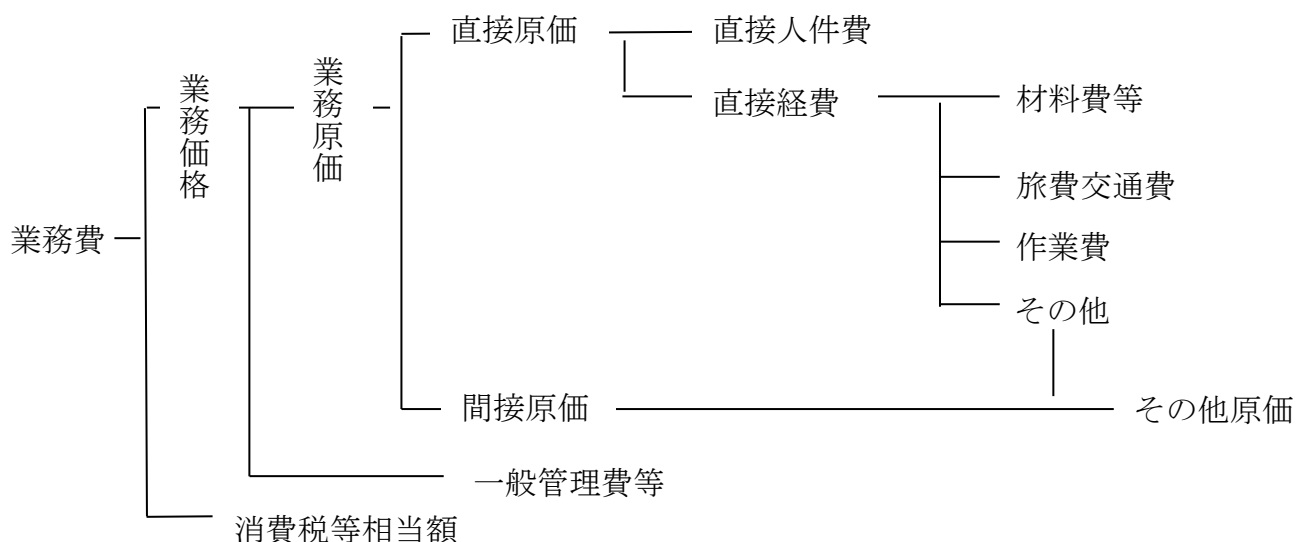 直接原価
直接人件費
業務価格
業務原価
直接経費
材料費等
旅費交通費
業務費
作業費
その他
間接原価
その他原価
一般管理費等
消費税等相当額